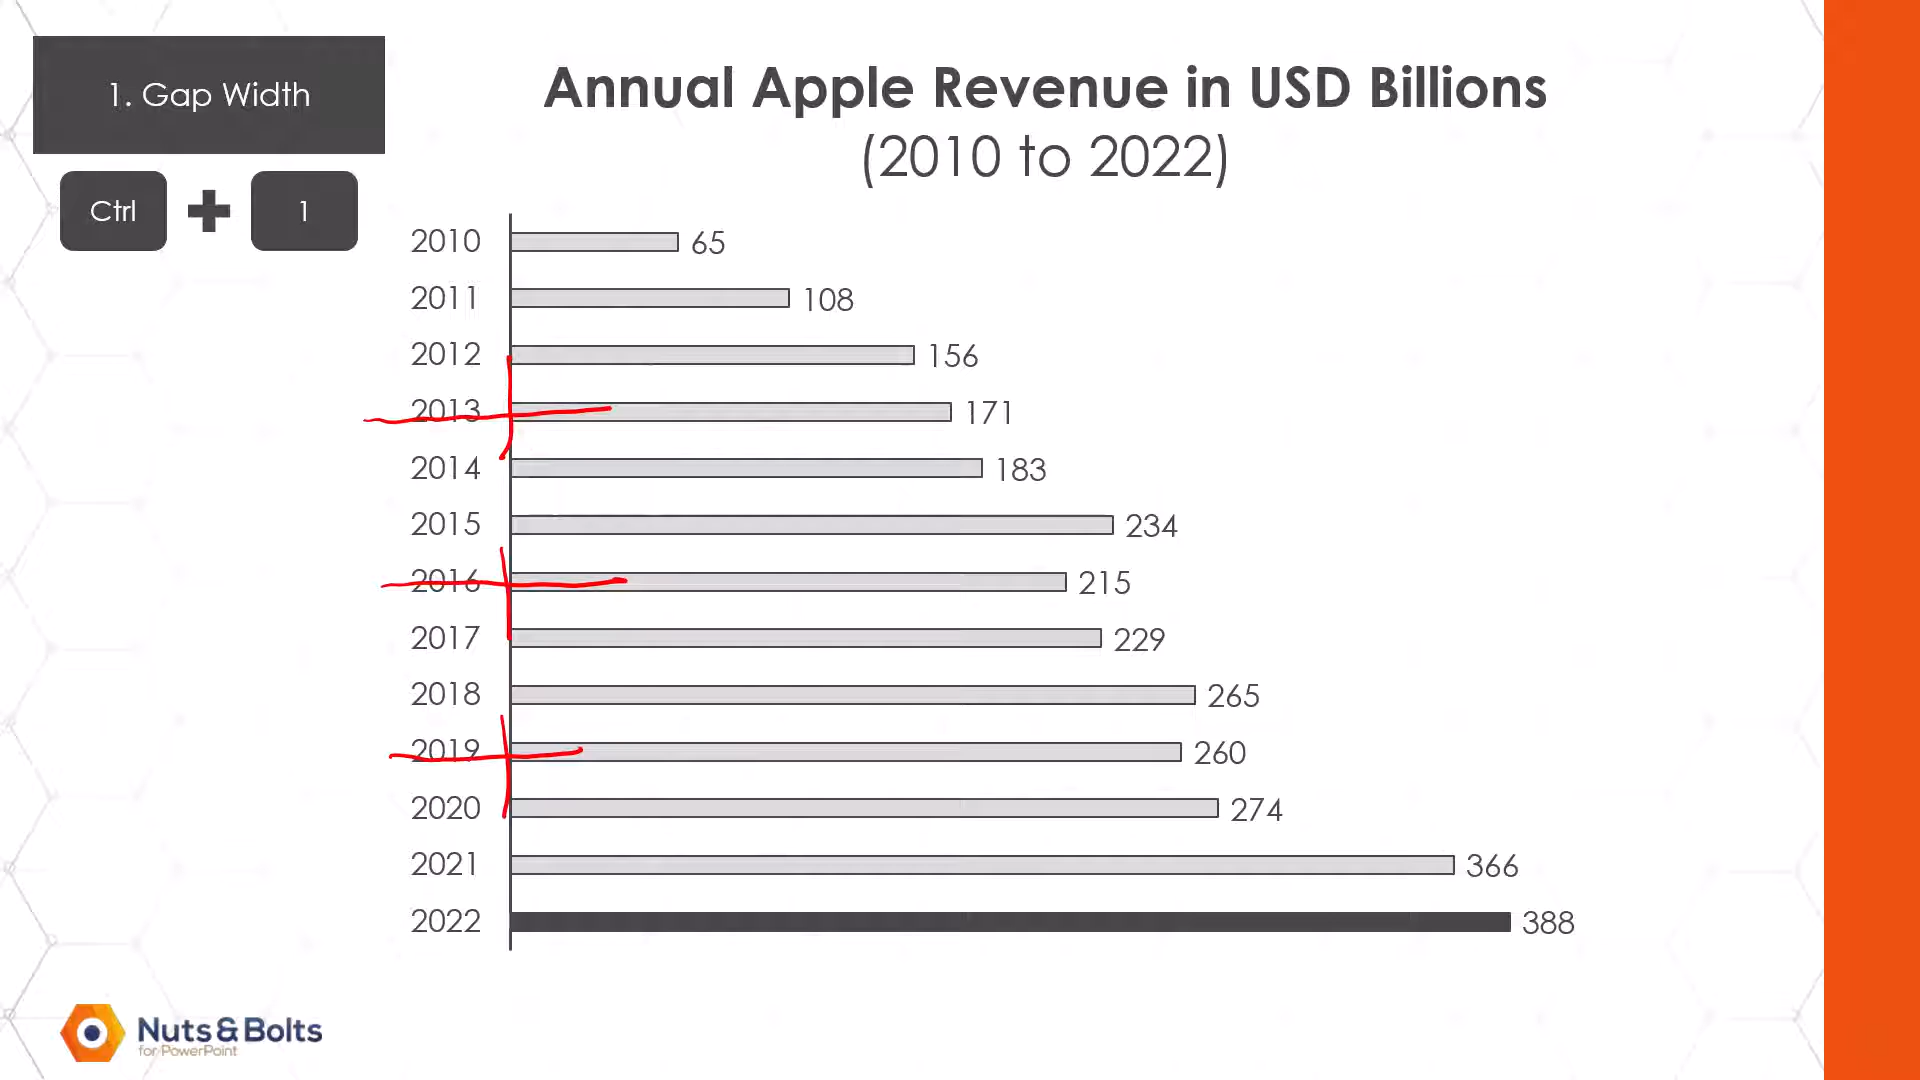 1. Gap Width
Ctrl + 1
Annual Apple Revenue in USD Billions
(2010 to 2022)
2010 65
2011 108
2012 156
2013 171
2014 183
2015 234
2016 215
2017 229
2018 265
2019 260
2020 274
2021 366
2022 388
Nuts&Bolts
for PowerPoint